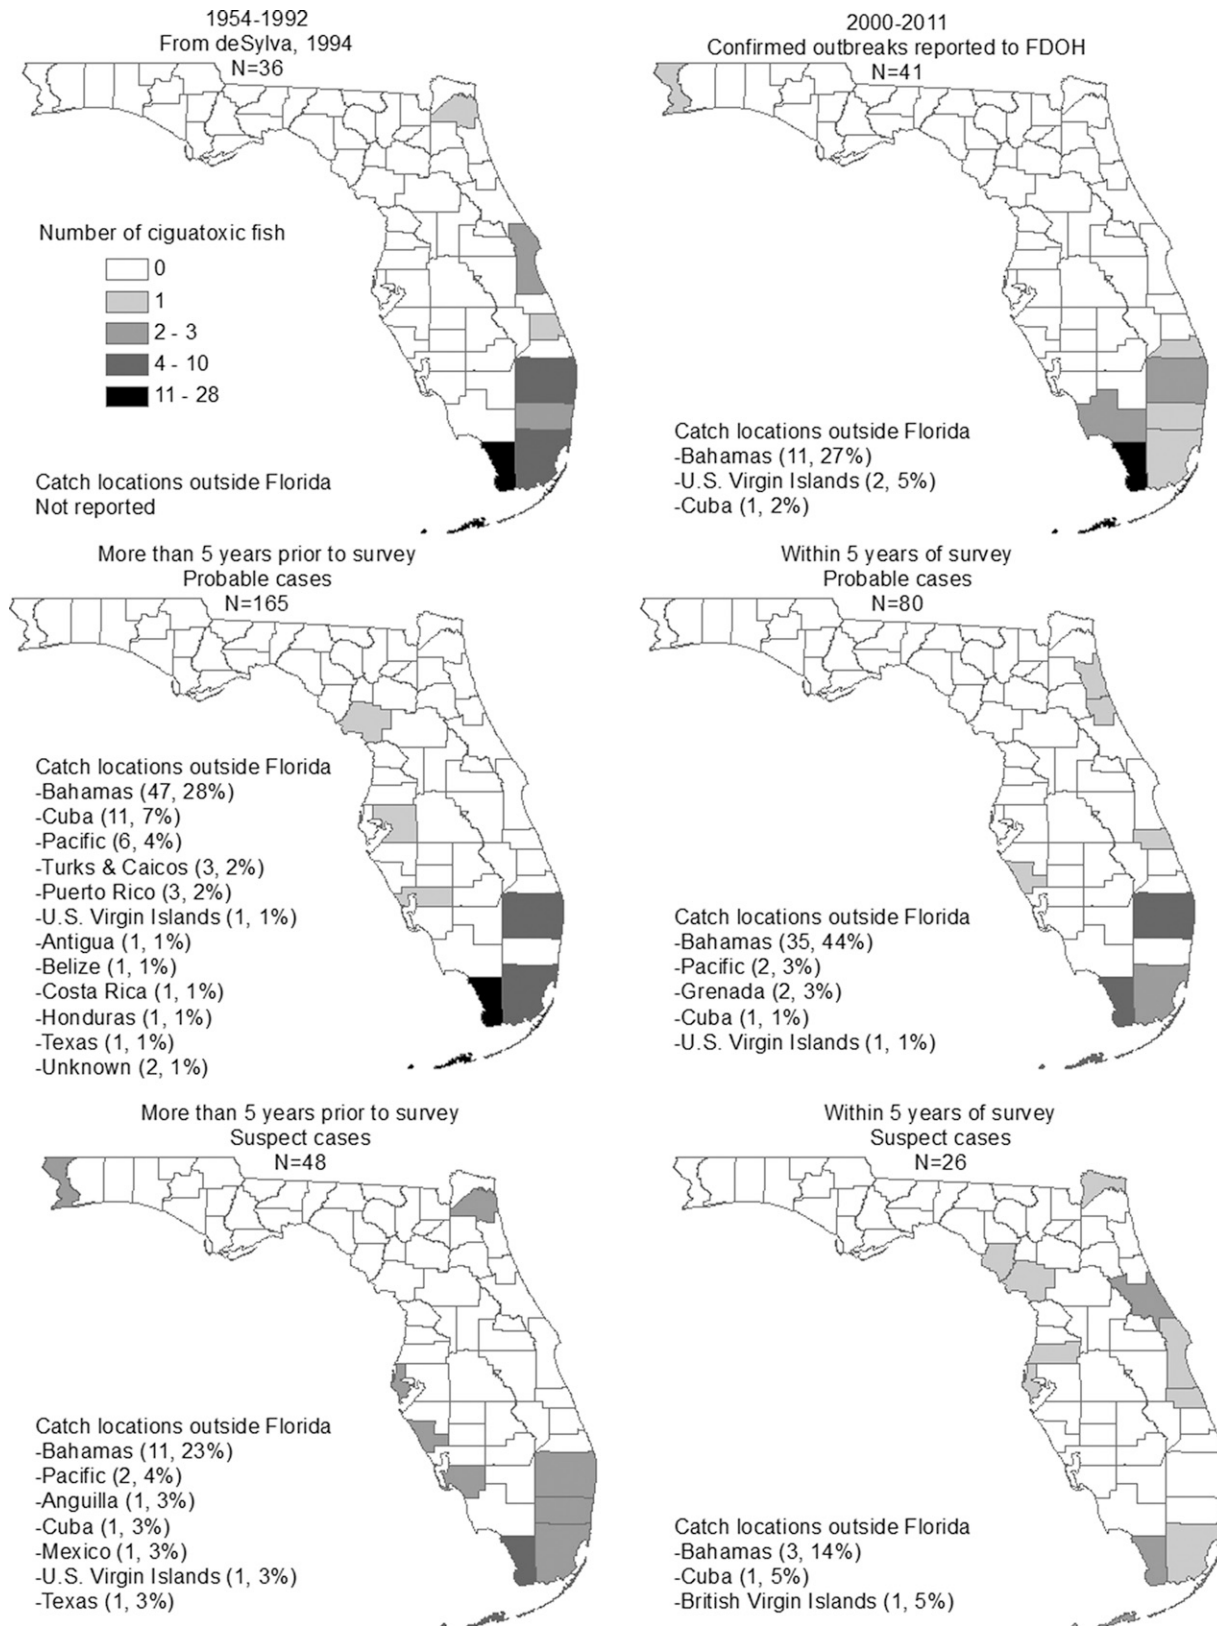 1954-1992
From deSylva, 1994
N=36
Number of ciguatoxic fish
0
1
2 - 3
4 - 10
11 - 28
Catch locations outside Florida
Not reported
2000-2011
Confirmed outbreaks reported to FDOH
N=41
Catch locations outside Florida
-Bahamas (11, 27%)
-U.S. Virgin Islands (2, 5%)
-Cuba (1, 2%)
More than 5 years prior to survey
Probable cases
N=165
Catch locations outside Florida
-Bahamas (47, 28%)
-Cuba (11, 7%)
-Pacific (6, 4%)
-Turks & Caicos (3, 2%)
-Puerto Rico (3, 2%)
-U.S. Virgin Islands (1, 1%)
-Antigua (1, 1%)
-Belize (1, 1%)
-Costa Rica (1, 1%)
-Honduras (1, 1%)
-Texas (1, 1%)
-Unknown (2, 1%)
Within 5 years of survey
Probable cases
N=80
Catch locations outside Florida
-Bahamas (35, 44%)
-Pacific (2, 3%)
-Grenada (2, 3%)
-Cuba (1, 1%)
-U.S. Virgin Islands (1, 1%)
More than 5 years prior to survey
Suspect cases
N=48
Catch locations outside Florida
-Bahamas (11, 23%)
-Pacific (2, 4%)
-Anguilla (1, 3%)
-Cuba (1, 3%)
-Mexico (1, 3%)
-U.S. Virgin Islands (1, 3%)
-Texas (1, 3%)
Within 5 years of survey
Suspect cases
N=26
Catch locations outside Florida
-Bahamas (3, 14%)
-Cuba (1, 5%)
-British Virgin Islands (1, 5%)